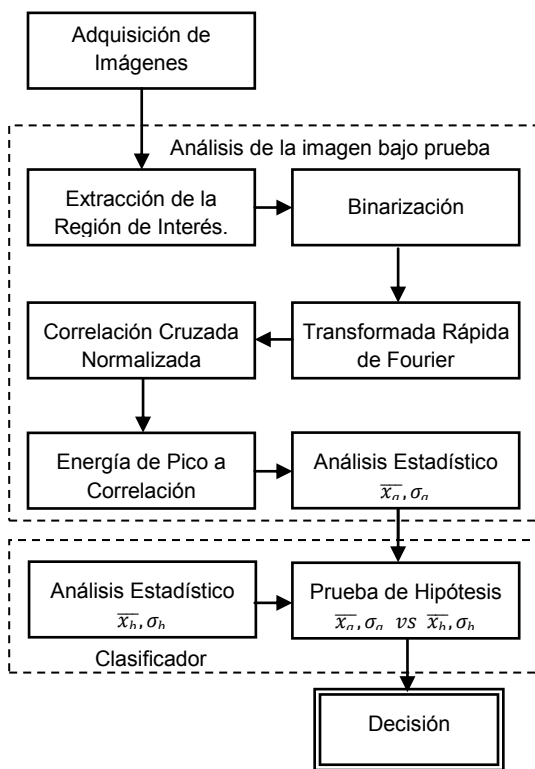 Adquisición de
Imágenes
Análisis de la imagen bajo prueba
Extracción de la
Región de Interés.
Binarización
Correlación Cruzada
Normalizada
Transformada Rápida
de Fourier
Energía de Pico a
Correlación
Análisis Estadístico
x̅a, σa
Análisis Estadístico
x̅b, σb
Prueba de Hipótesis
x̅a, σa vs x̅b, σb
Clasificador
Decisión